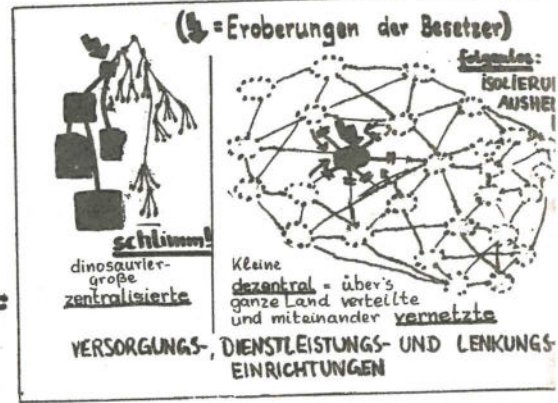 (↯=Eroberungen der Besetzer)
folgenlos:
ISOLIERU
AUSHE
schlimm!
dinosaurier-
große
zentralisierte
Kleine
dezentral = über's
ganze Land verteilte
und miteinander vernetzte
VERSORGUNGS-, DIENSTLEISTUNGS- UND LENKUNGS-
EINRICHTUNGEN